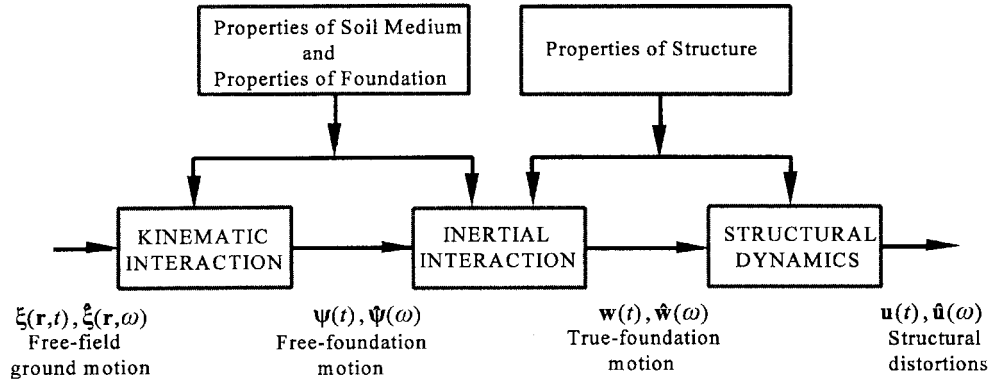 Properties of Soil Medium
and
Properties of Foundation
Properties of Structure
KINEMATIC
INTERACTION
INERTIAL
INTERACTION
STRUCTURAL
DYNAMICS
ξ(r,t), ξ̂(r,ω)
Free-field
ground motion
ψ(t), ψ̂(ω)
Free-foundation
motion
w(t), ŵ(ω)
True-foundation
motion
u(t), û(ω)
Structural
distortions